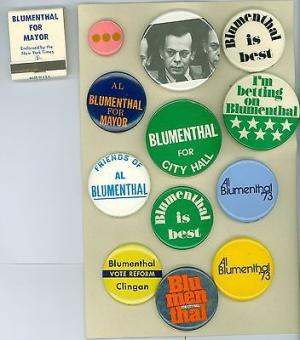 BLUMENTHAL
FOR
MAYOR
Endorsed by the
New York Times
Blumenthal
is
best
AL
BLUMENTHAL
FOR
MAYOR
I'm
betting
on
Blumenthal
BLUMENTHAL
FOR
CITY HALL
FRIENDS OF
AL
BLUMENTHAL
Al
Blumenthal
73
Blumenthal
is
best
Blumenthal
VOTE REFORM
Clingan
Blu
men
thal
Al
Blumenthal
73